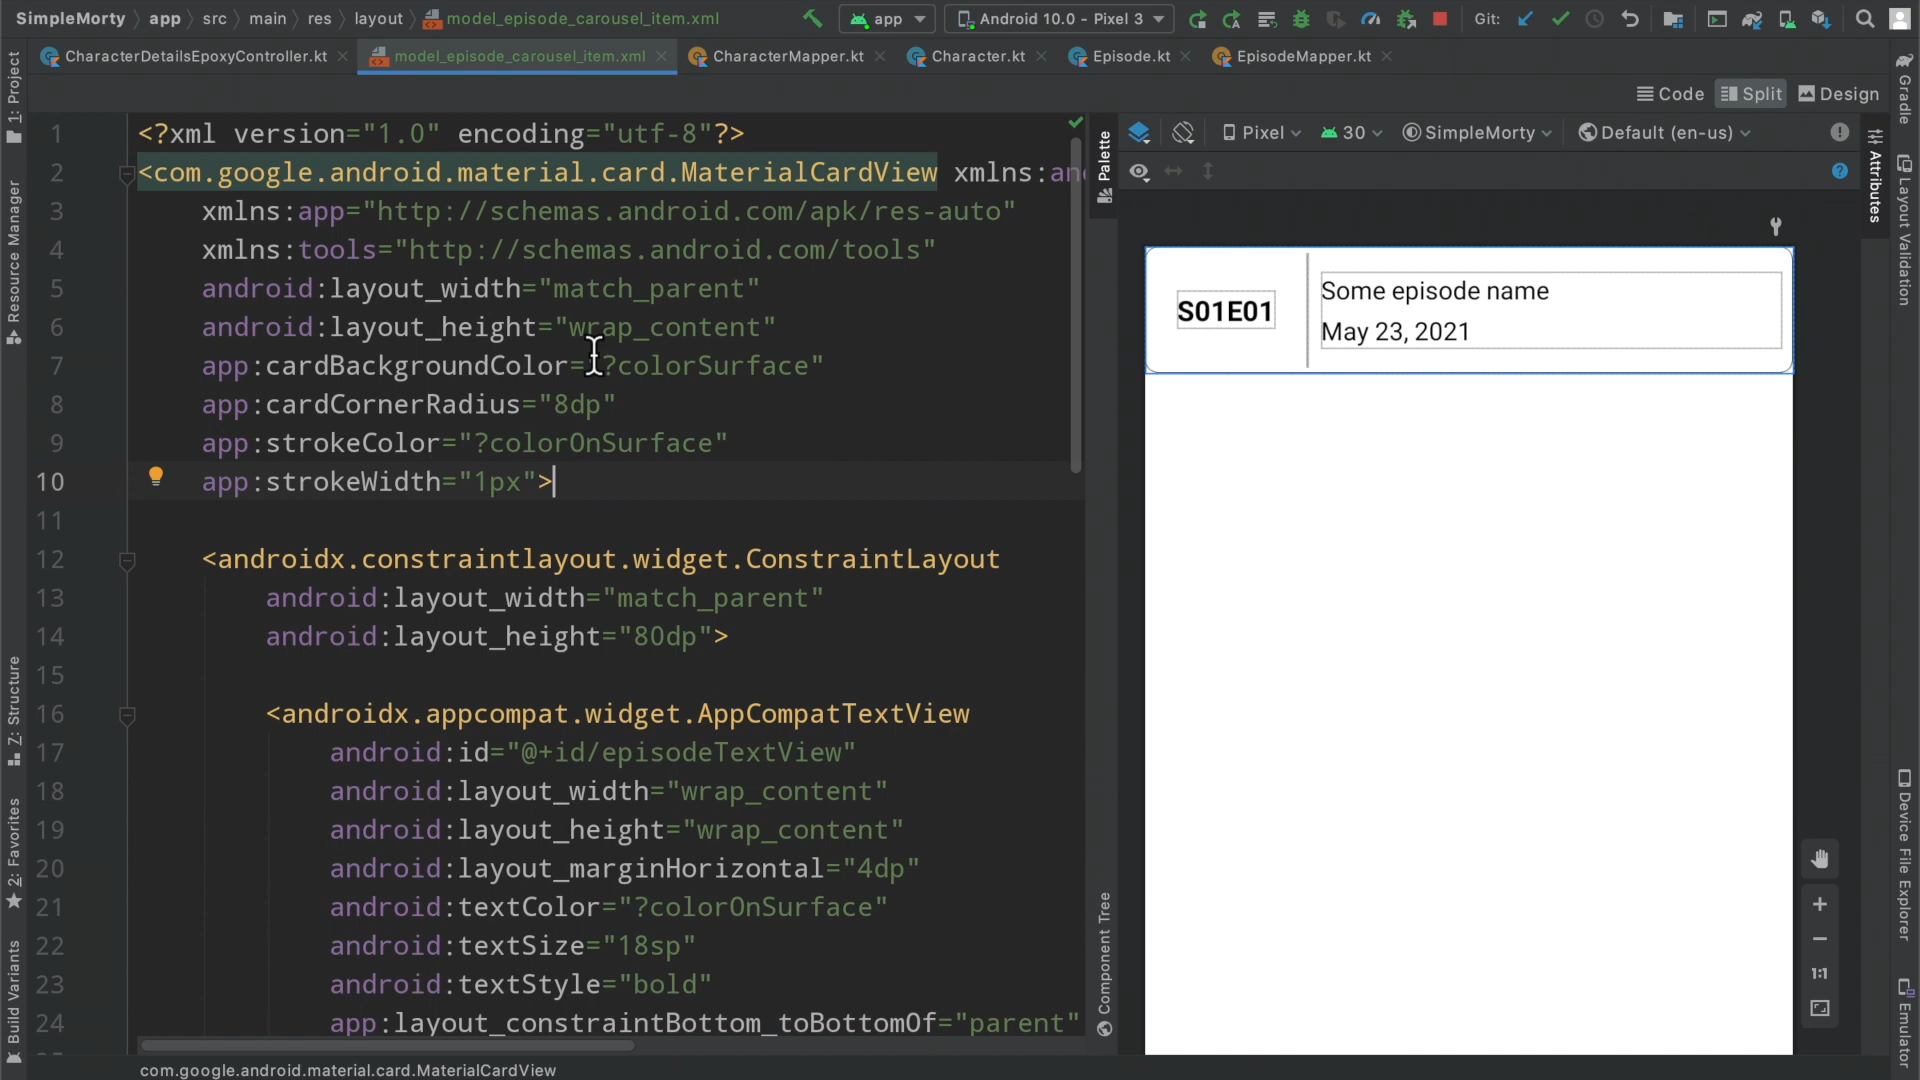 SimpleMorty app src main res layout model_episode_carousel_item.xml app Android 10.0 - Pixel 3 Git:
CharacterDetailsEpoxyController.kt model_episode_carousel_item.xml CharacterMapper.kt Character.kt Episode.kt EpisodeMapper.kt
Code Split Design
Pixel 30 SimpleMorty Default (en-us)
1: Project
Resource Manager
Z: Structure
2: Favorites
Build Variants
1 <?xml version="1.0" encoding="utf-8"?>
2 <com.google.android.material.card.MaterialCardView xmlns:an
3 xmlns:app="http://schemas.android.com/apk/res-auto"
4 xmlns:tools="http://schemas.android.com/tools"
5 android:layout_width="match_parent"
6 android:layout_height="wrap_content"
7 app:cardBackgroundColor="?colorSurface"
8 app:cardCornerRadius="8dp"
9 app:strokeColor="?colorOnSurface"
10 app:strokeWidth="1px">
11
12 <androidx.constraintlayout.widget.ConstraintLayout
13 android:layout_width="match_parent"
14 android:layout_height="80dp">
15
16 <androidx.appcompat.widget.AppCompatTextView
17 android:id="@+id/episodeTextView"
18 android:layout_width="wrap_content"
19 android:layout_height="wrap_content"
20 android:layout_marginHorizontal="4dp"
21 android:textColor="?colorOnSurface"
22 android:textSize="18sp"
23 android:textStyle="bold"
24 app:layout_constraintBottom_toBottomOf="parent"
com.google.android.material.card.MaterialCardView
Palette
Component Tree
S01E01
Some episode name
May 23, 2021
1:1
Attributes
Gradle
Layout Validation
Device File Explorer
Emulator